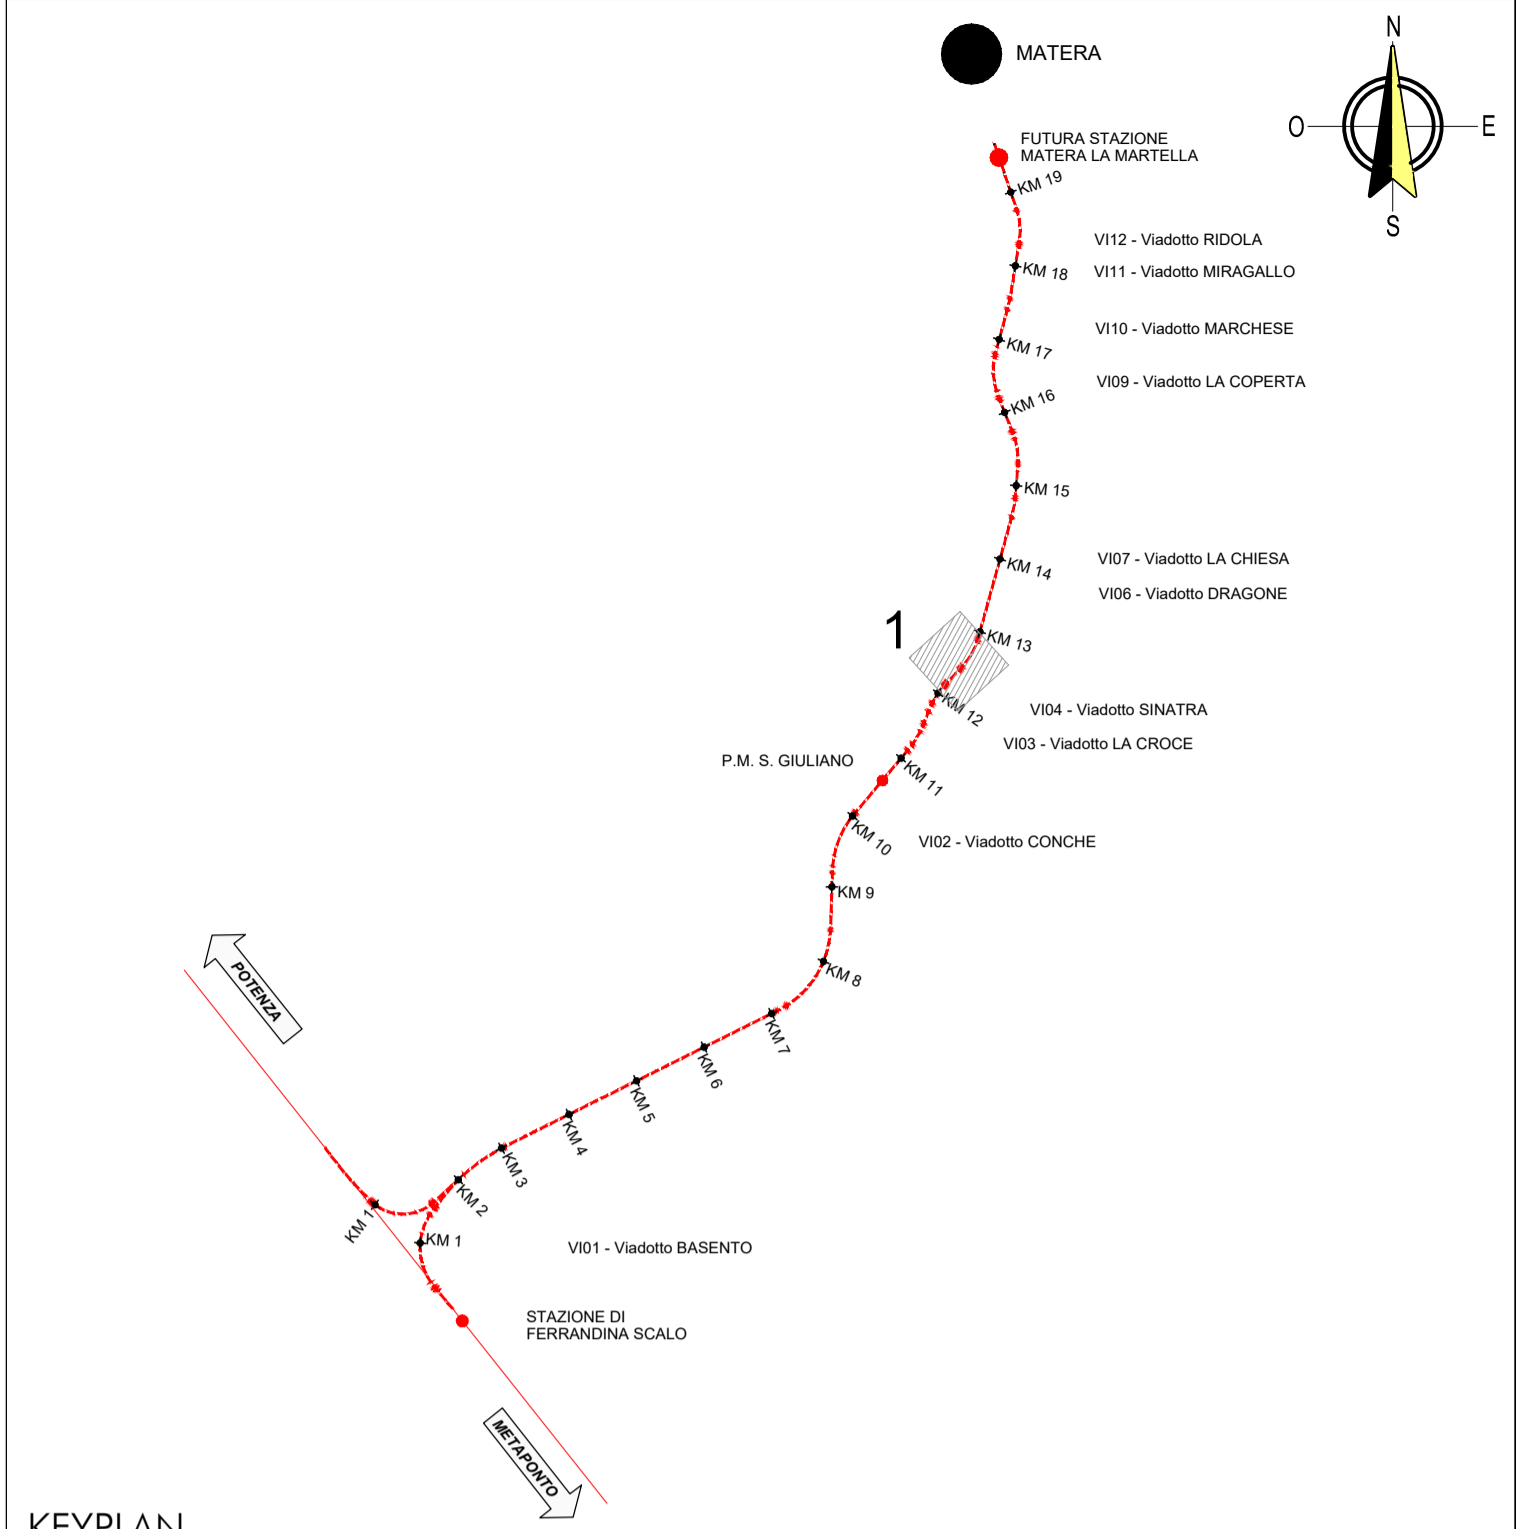 N
MATERA
O
E
S
FUTURA STAZIONE
MATERA LA MARTELLA
KM 19
VI12 - Viadotto RIDOLA
KM 18
VI11 - Viadotto MIRAGALLO
VI10 - Viadotto MARCHESE
KM 17
VI09 - Viadotto LA COPERTA
KM 16
KM 15
VI07 - Viadotto LA CHIESA
KM 14
VI06 - Viadotto DRAGONE
1
KM 13
KM 12
VI04 - Viadotto SINATRA
VI03 - Viadotto LA CROCE
P.M. S. GIULIANO
KM 11
KM 10
VI02 - Viadotto CONCHE
KM 9
KM 8
POTENZA
KM 7
KM 6
KM 5
KM 4
KM 3
KM 2
KM 1
KM 1
VI01 - Viadotto BASENTO
STAZIONE DI
FERRANDINA SCALO
METAPONTO
KEYPLAN